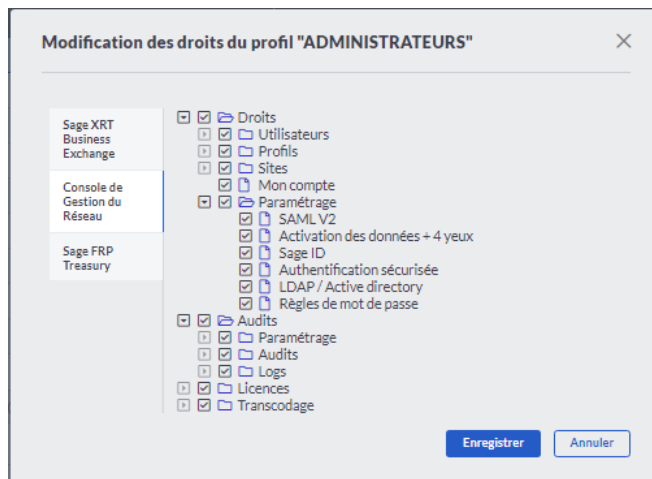 Modification des droits du profil "ADMINISTRATEURS"
Sage XRT
Business
Exchange
Console de
Gestion du
Réseau
Sage FRP
Treasury
Droits
Utilisateurs
Profils
Sites
Mon compte
Paramétrage
SAML V2
Activation des données + 4 yeux
Sage ID
Authentification sécurisée
LDAP / Active directory
Règles de mot de passe
Audits
Paramétrage
Audits
Logs
Licences
Transcodage
Enregistrer
Annuler